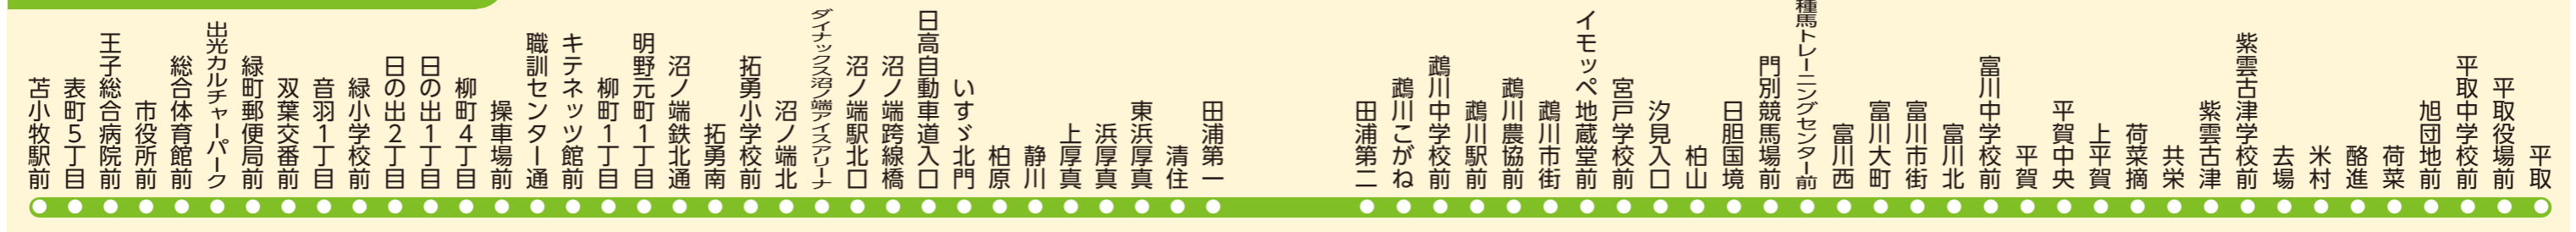 苫小牧駅前
表町5丁目
王子総合病院前
市役所前
総合体育館前
出光カルチャーパーク
緑町郵便局前
双葉交番前
音羽1丁目
緑小学校前
日の出2丁目
日の出1丁目
柳町4丁目
操車場前
職訓センター通
キテネッツ館前
柳町1丁目
明野元町1丁目
沼ノ端鉄北通
拓勇南
拓勇小学校前
沼ノ端北
ダイナックス沼ノ端アイスアリーナ
沼ノ端駅北口
沼ノ端跨線橋
日高自動車道入口
いすゞ北門
柏原
静川
上厚真
浜厚真
東浜厚真
清住
田浦第一
田浦第二
鵡川こがね
鵡川中学校前
鵡川駅前
鵡川農協前
鵡川市街
イモッペ地蔵堂前
宮戸学校前
汐見入口
柏山
日胆国境
門別競馬場前
種馬トレーニングセンター前
富川西
富川大町
富川市街
富川北
富川中学校前
平賀
平賀中央
上平賀
荷菜摘
共栄
紫雲古津
紫雲古津学校前
去場
米村
酪進
荷菜
旭団地前
平取中学校前
平取役場前
平取